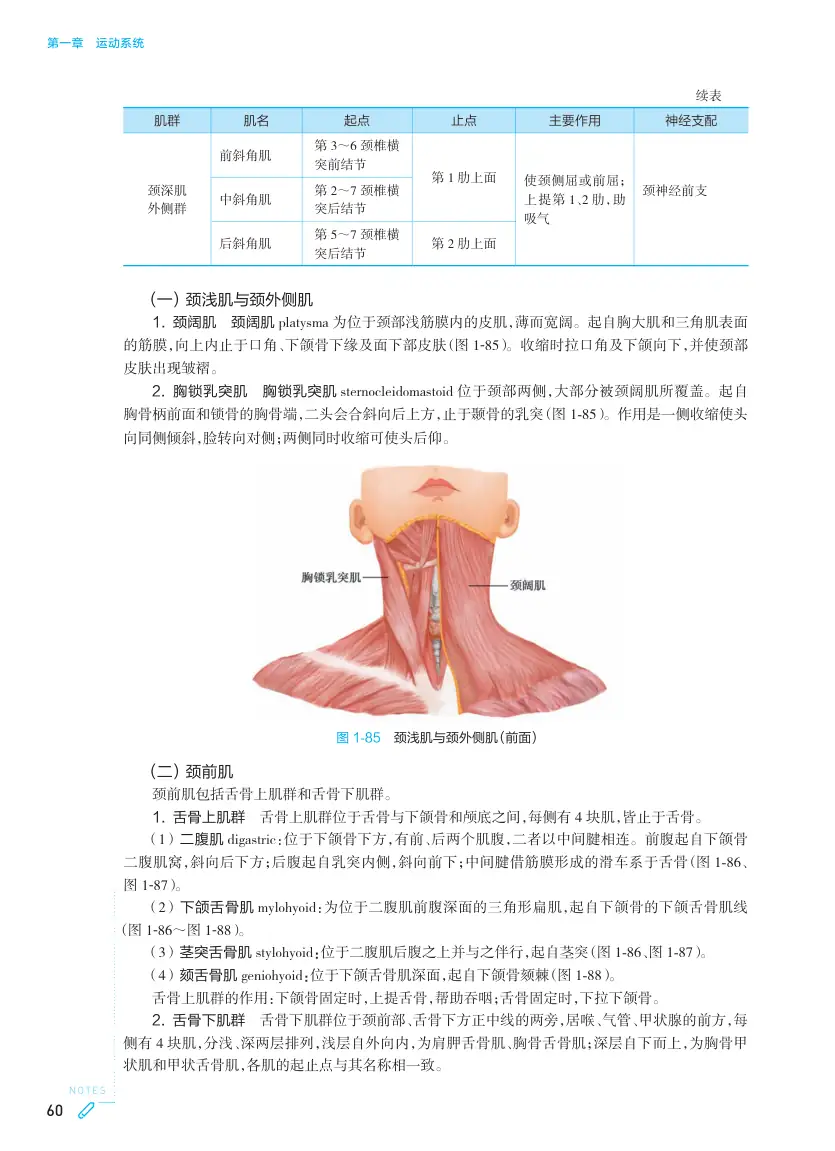 第一章 运动系统
续表
肌群 肌名 起点 止点 主要作用 神经支配
颈深肌
外侧群
前斜角肌
第 3～6 颈椎横
突前结节
第 1 肋上面
使颈侧屈或前屈；
上提第 1、2 肋，助
吸气
颈神经前支
中斜角肌
第 2～7 颈椎横
突后结节
后斜角肌
第 5～7 颈椎横
突后结节
第 2 肋上面
（一）颈浅肌与颈外侧肌
1. 颈阔肌 颈阔肌 platysma 为位于颈部浅筋膜内的皮肌，薄而宽阔。起自胸大肌和三角肌表面
的筋膜，向上内止于口角、下颌骨下缘及面下部皮肤（图 1-85）。收缩时拉口角及下颌向下，并使颈部
皮肤出现皱褶。
2. 胸锁乳突肌 胸锁乳突肌 sternocleidomastoid 位于颈部两侧，大部分被颈阔肌所覆盖。起自
胸骨柄前面和锁骨的胸骨端，二头会合斜向后上方，止于颞骨的乳突（图 1-85）。作用是一侧收缩使头
向同侧倾斜，脸转向对侧；两侧同时收缩可使头后仰。
胸锁乳突肌
颈阔肌
图 1-85 颈浅肌与颈外侧肌（前面）
（二）颈前肌
颈前肌包括舌骨上肌群和舌骨下肌群。
1. 舌骨上肌群 舌骨上肌群位于舌骨与下颌骨和颅底之间，每侧有 4 块肌，皆止于舌骨。
（1）二腹肌 digastric：位于下颌骨下方，有前、后两个肌腹，二者以中间腱相连。前腹起自下颌骨
二腹肌窝，斜向后下方；后腹起自乳突内侧，斜向前下；中间腱借筋膜形成的滑车系于舌骨（图 1-86、
图 1-87）。
（2）下颌舌骨肌 mylohyoid：为位于二腹肌前腹深面的三角形扁肌，起自下颌骨的下颌舌骨肌线
（图 1-86～图 1-88）。
（3）茎突舌骨肌 stylohyoid：位于二腹肌后腹之上并与之伴行，起自茎突（图 1-86、图 1-87）。
（4）颏舌骨肌 geniohyoid：位于下颌舌骨肌深面，起自下颌骨颏棘（图 1-88）。
舌骨上肌群的作用：下颌骨固定时，上提舌骨，帮助吞咽；舌骨固定时，下拉下颌骨。
2. 舌骨下肌群 舌骨下肌群位于颈前部、舌骨下方正中线的两旁，居喉、气管、甲状腺的前方，每
侧有 4 块肌，分浅、深两层排列，浅层自外向内，为肩胛舌骨肌、胸骨舌骨肌；深层自下而上，为胸骨甲
状肌和甲状舌骨肌，各肌的起止点与其名称相一致。
NOTES
60